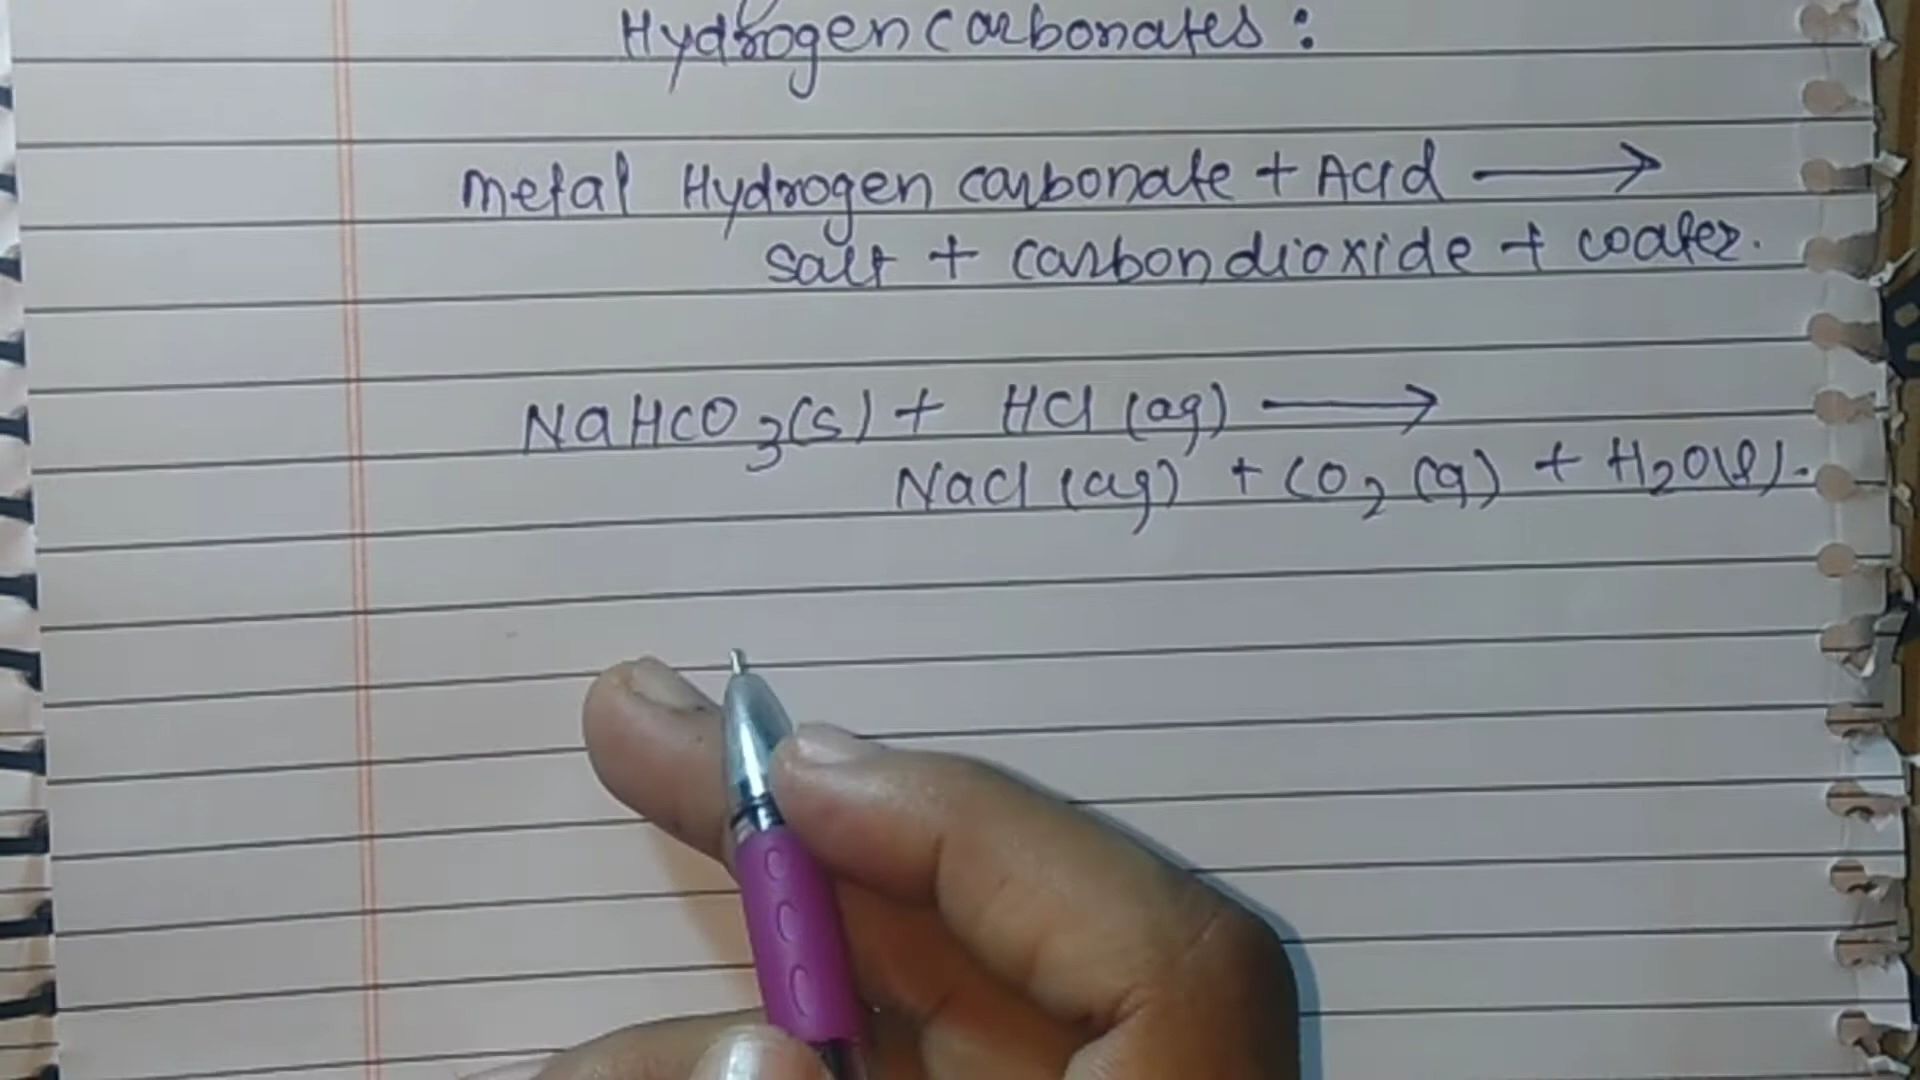 Hydrogen carbonates :
Metal Hydrogen carbonate + Acid ⟶
salt + carbon dioxide + water.
NaHCO₃(s) + HCl (aq) ⟶
NaCl (aq) + CO₂ (g) + H₂O(l).